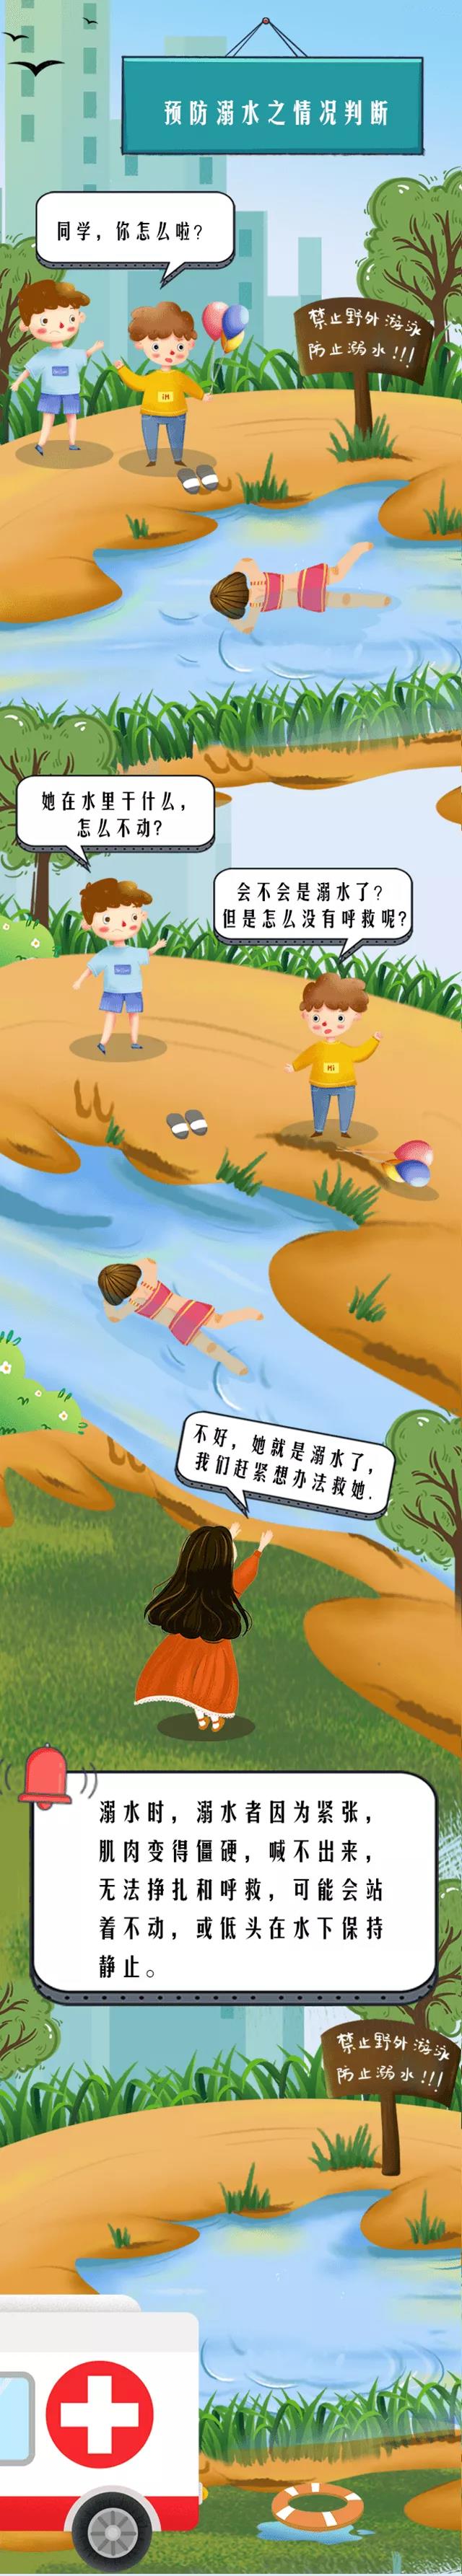 预防溺水之情况判断
同学，你怎么啦？
禁止野外游泳
防止溺水!!!
iH
她在水里干什么，
怎么不动？
会不会是溺水了？
但是怎么没有呼救呢？
Hi
不好，她就是溺水了，
我们赶紧想办法救她.
溺水时，溺水者因为紧张，
肌肉变得僵硬，喊不出来，
无法挣扎和呼救，可能会站
着不动，或低头在水下保持
静止。
禁止野外游泳
防止溺水!!!